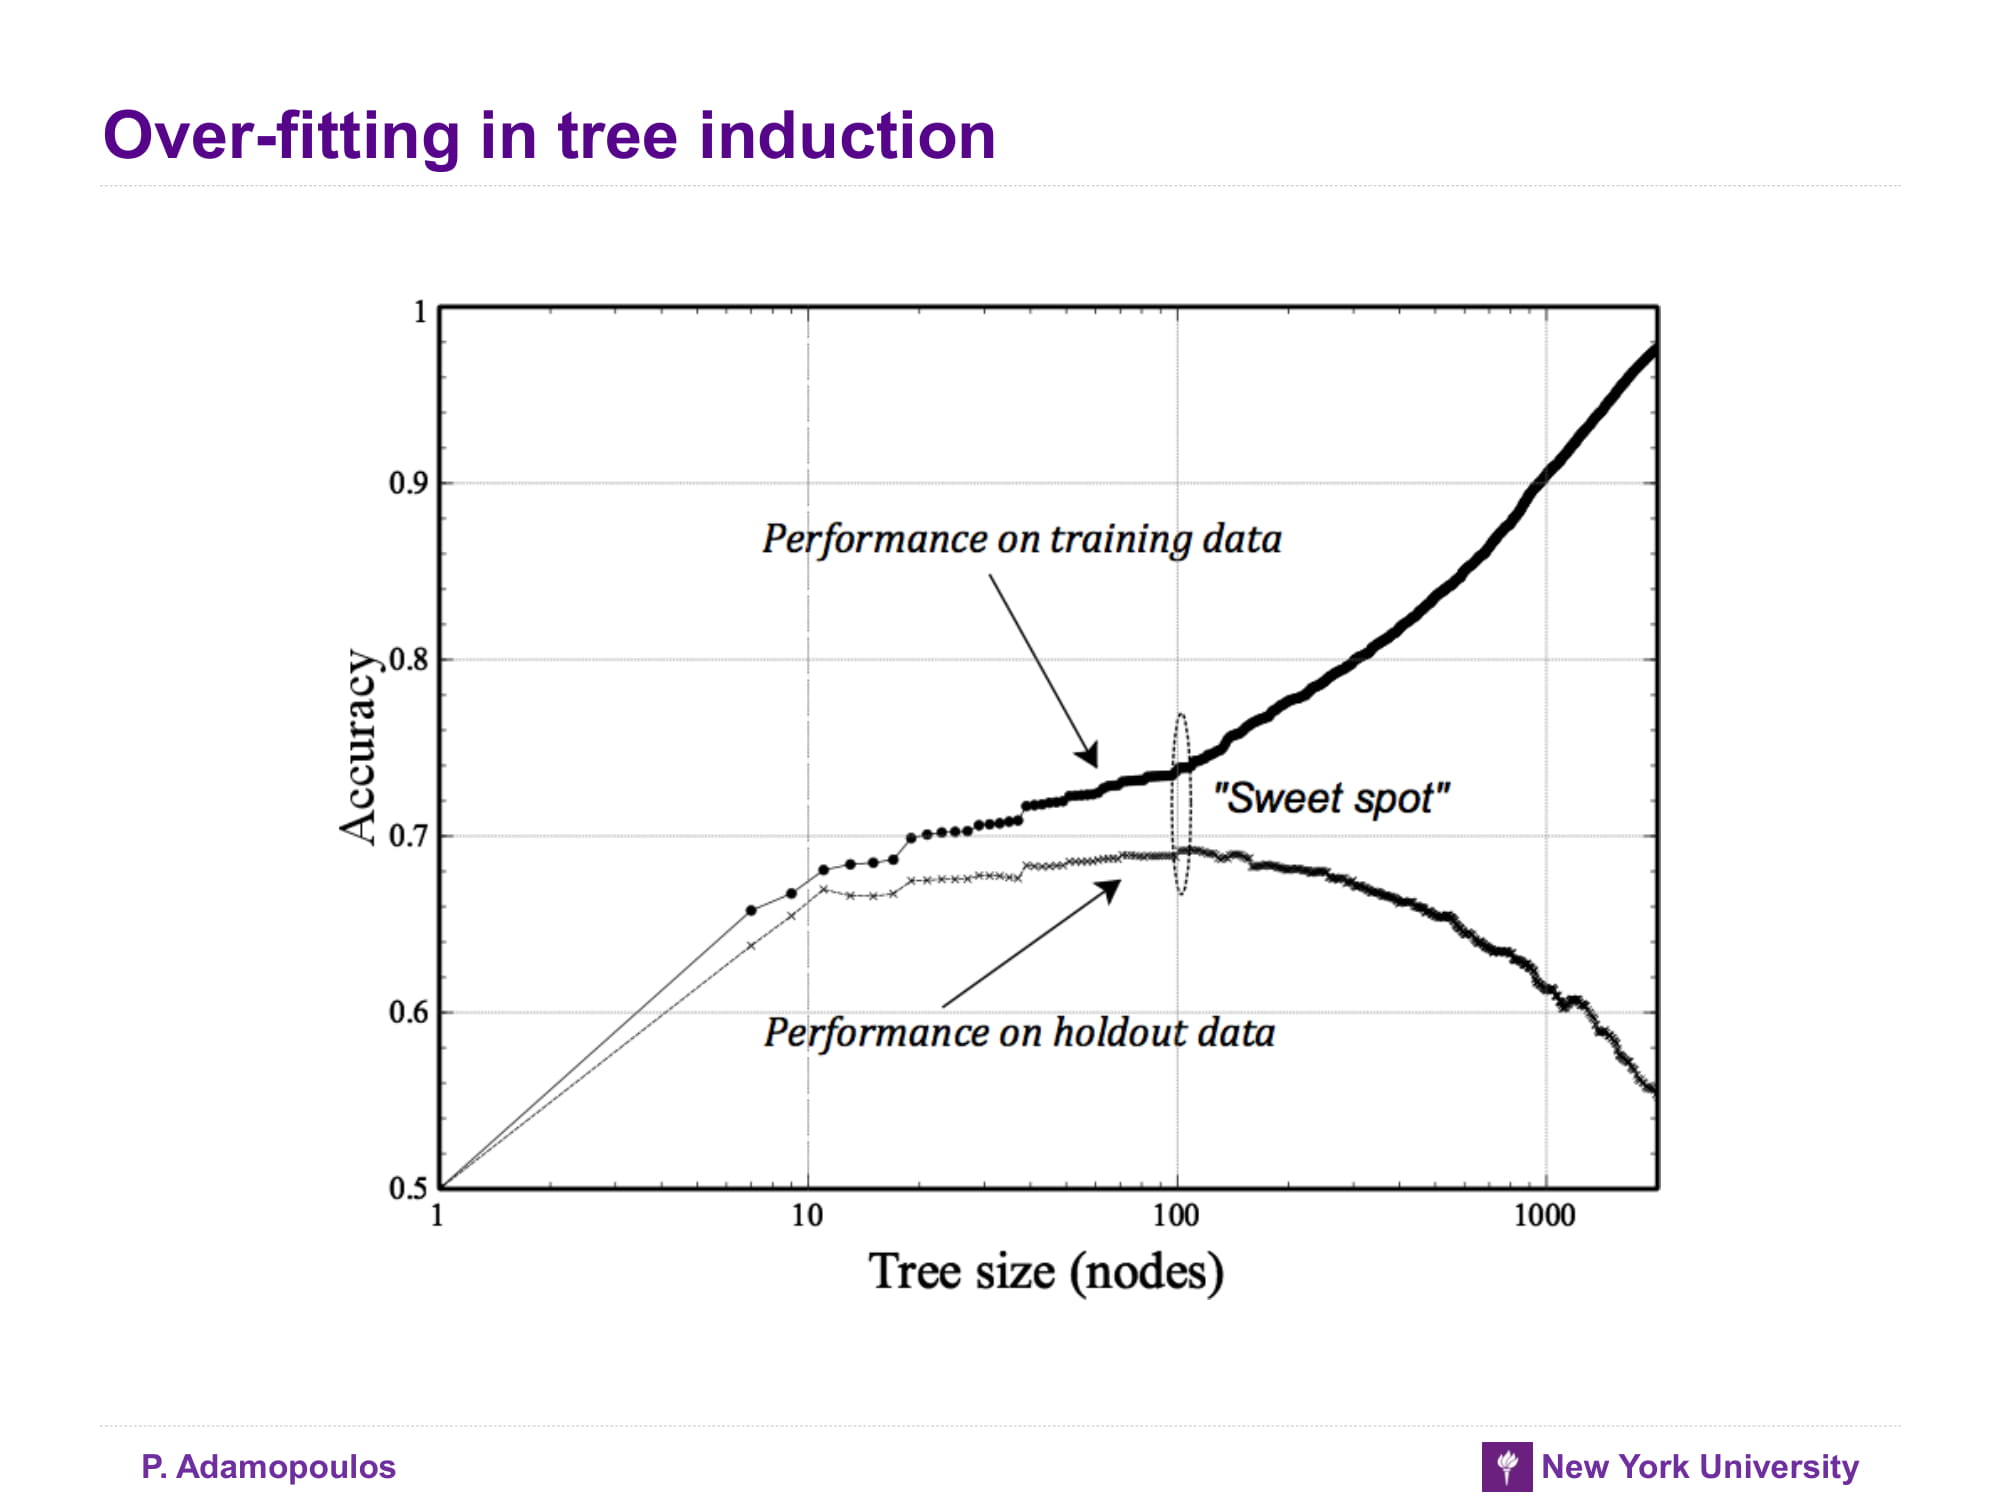 Over-fitting in tree induction
1
0.9
Performance on training data
0.8
Accuracy
"Sweet spot"
0.7
0.6
Performance on holdout data
0.5
1 10 100 1000
Tree size (nodes)
P. Adamopoulos
New York University